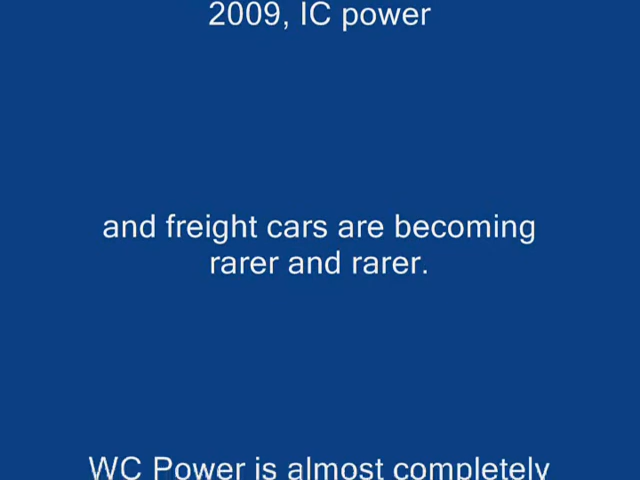 2009, IC power
and freight cars are becoming
rarer and rarer.
WC Power is almost completely